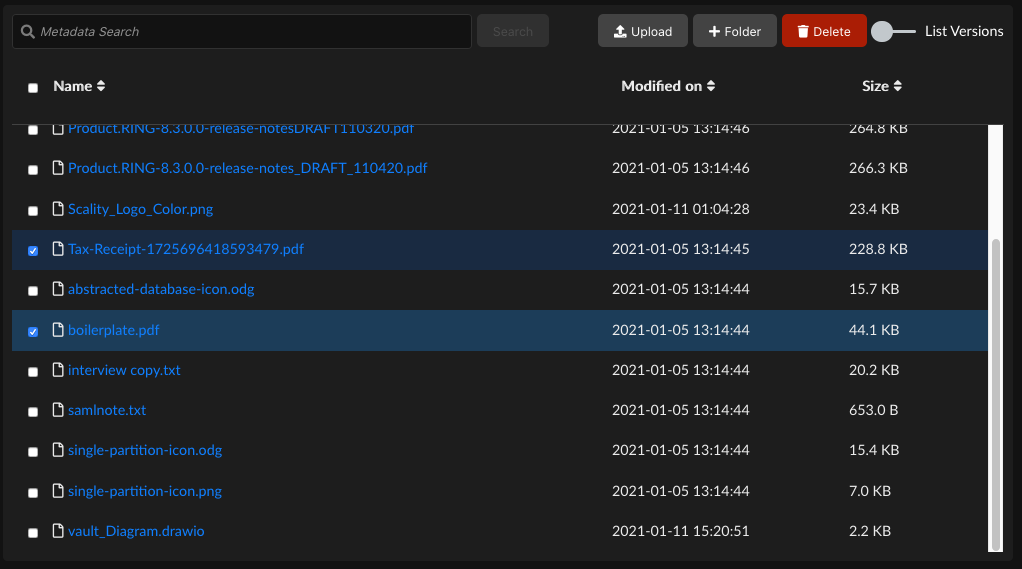 Metadata Search Search Upload Folder Delete List Versions
Name Modified on Size
Product.RING-8.3.0.0-release-notesDRAFT110320.pdf 2021-01-05 13:14:46 264.8 KB
Product.RING-8.3.0.0-release-notes_DRAFT_110420.pdf 2021-01-05 13:14:46 266.3 KB
Scality_Logo_Color.png 2021-01-11 01:04:28 23.4 KB
Tax-Receipt-1725696418593479.pdf 2021-01-05 13:14:45 228.8 KB
abstracted-database-icon.odg 2021-01-05 13:14:44 15.7 KB
boilerplate.pdf 2021-01-05 13:14:44 44.1 KB
interview copy.txt 2021-01-05 13:14:44 20.2 KB
samlnote.txt 2021-01-05 13:14:44 653.0 B
single-partition-icon.odg 2021-01-05 13:14:44 15.4 KB
single-partition-icon.png 2021-01-05 13:14:44 7.0 KB
vault_Diagram.drawio 2021-01-11 15:20:51 2.2 KB